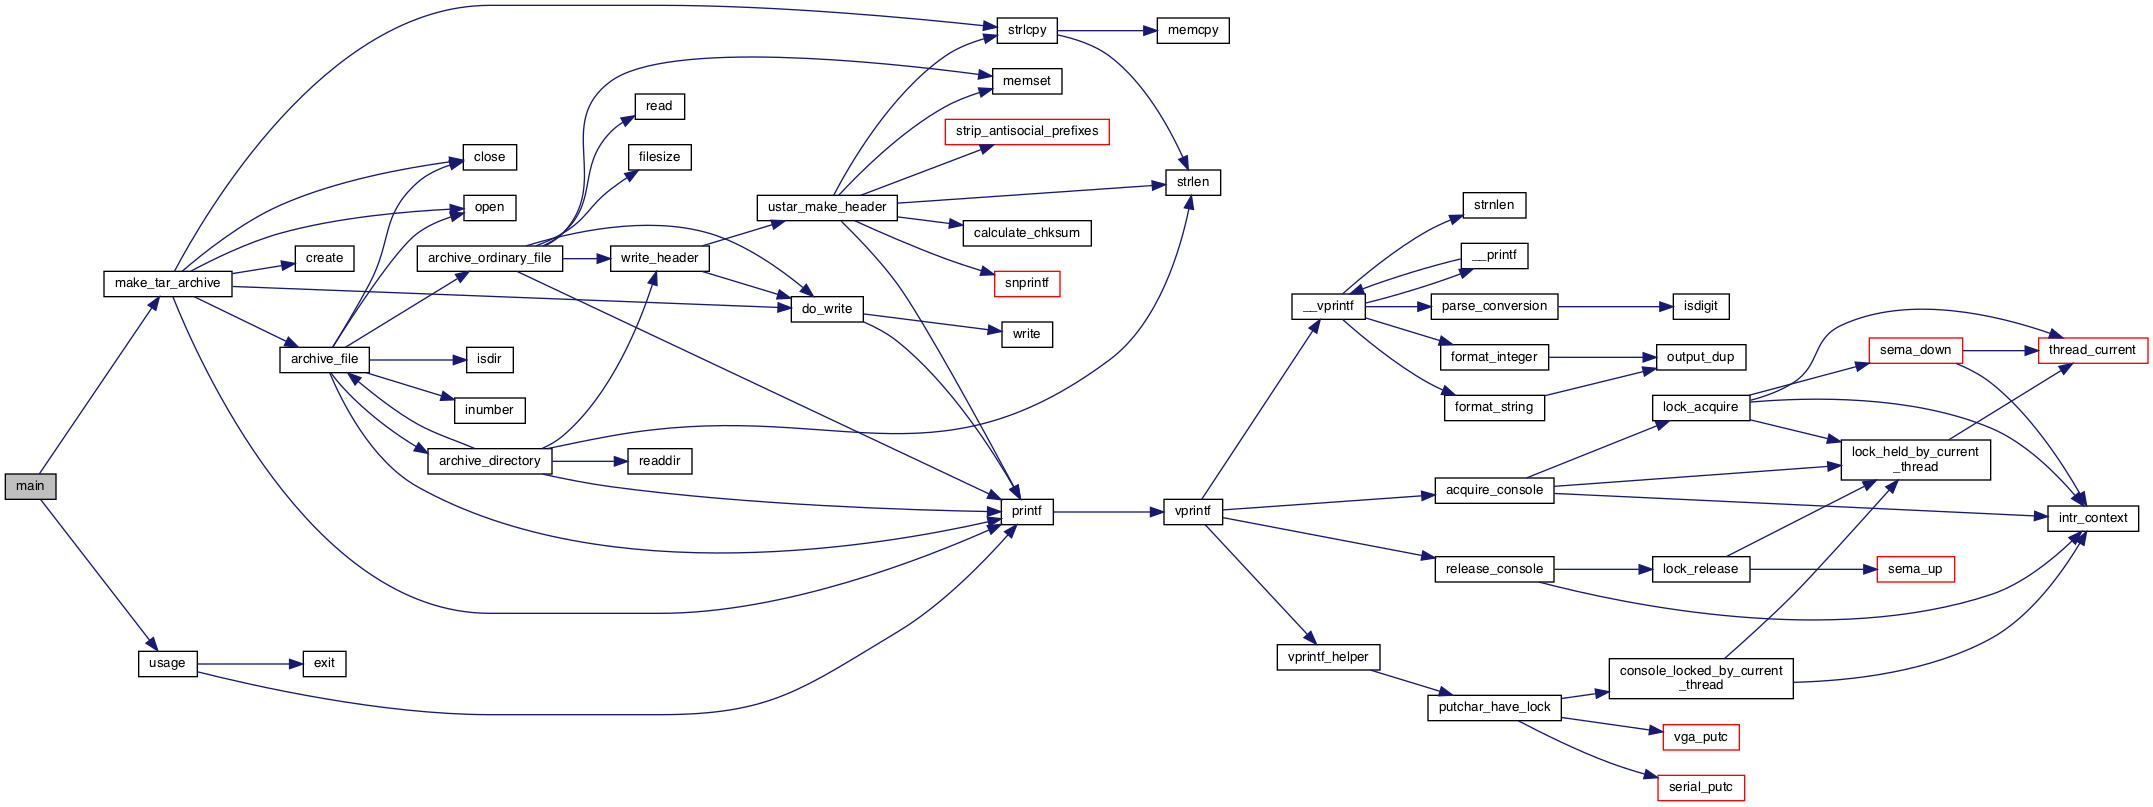 main
make_tar_archive
usage
create
exit
archive_file
close
open
archive_ordinary_file
isdir
inumber
archive_directory
read
filesize
write_header
readdir
ustar_make_header
do_write
strlcpy
memset
strip_antisocial_prefixes
calculate_chksum
snprintf
write
printf
memcpy
strlen
vprintf
__vprintf
vprintf_helper
strnlen
__printf
parse_conversion
format_integer
format_string
acquire_console
release_console
putchar_have_lock
isdigit
output_dup
lock_acquire
lock_release
console_locked_by_current
_thread
vga_putc
serial_putc
sema_down
lock_held_by_current
_thread
sema_up
thread_current
intr_context